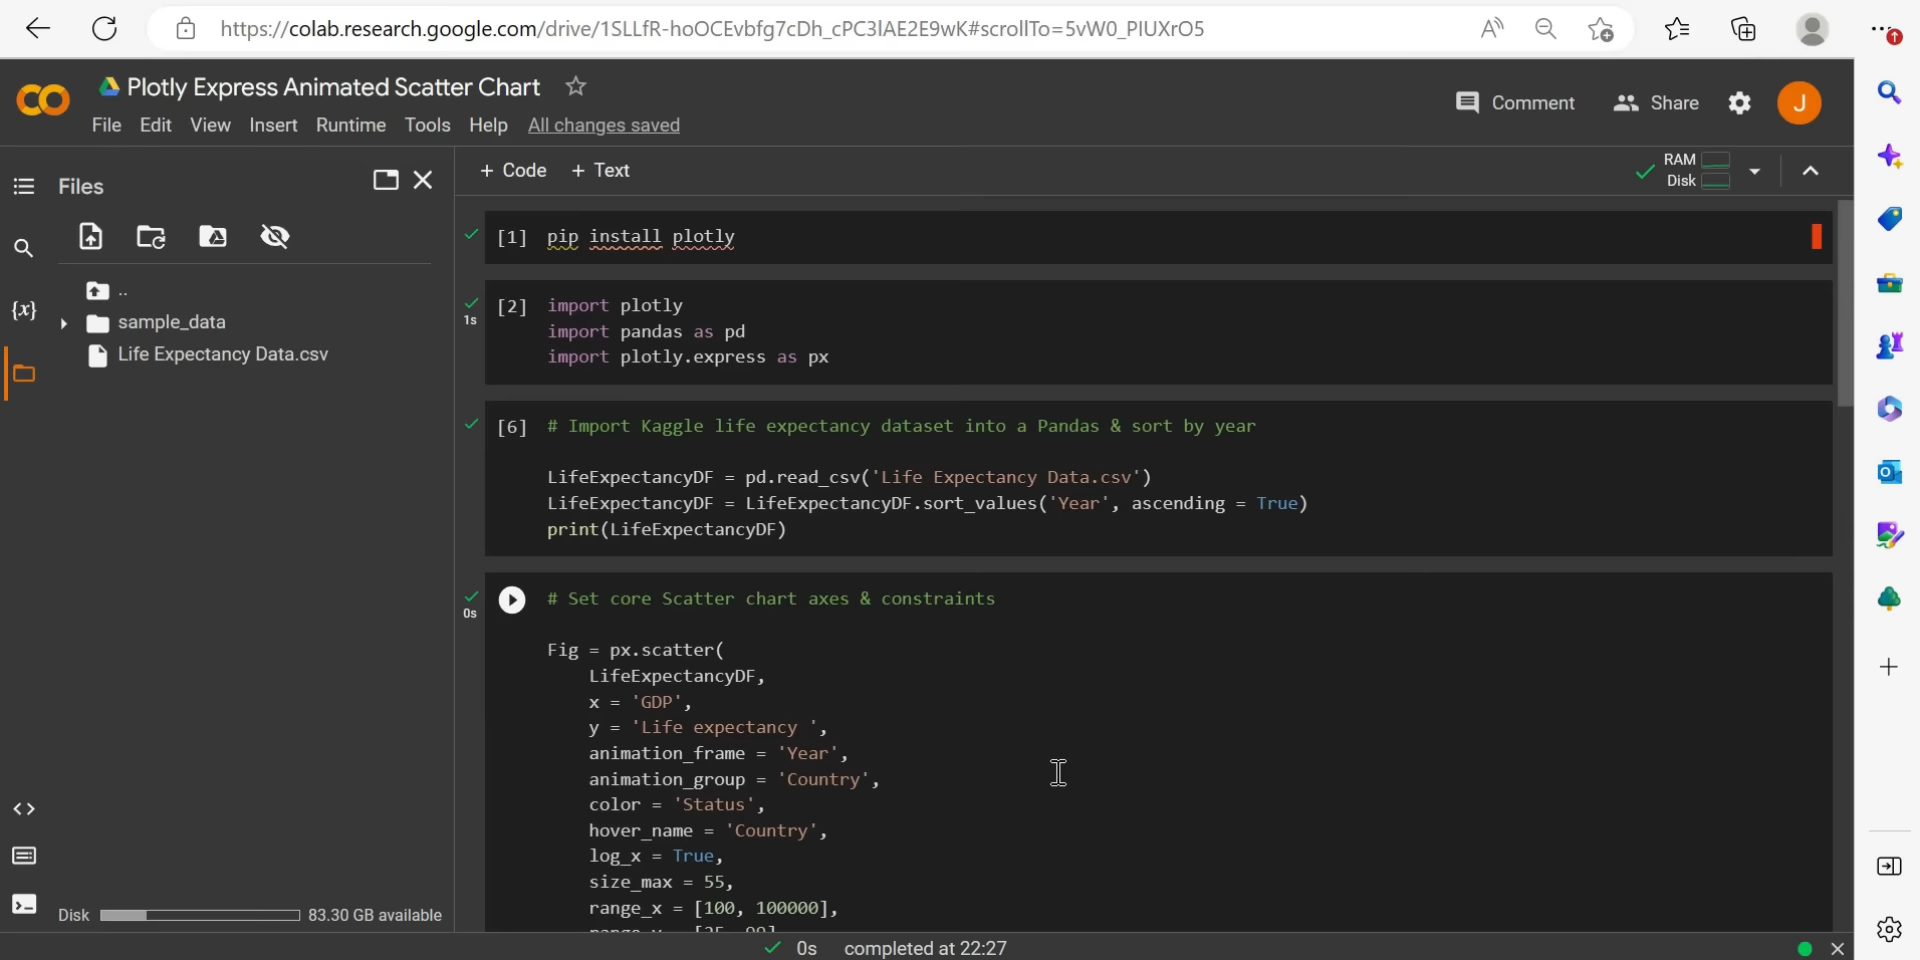 https://colab.research.google.com/drive/1SLLfR-hoOCEvbfg7cDh_cPC3lAE2E9wK#scrollTo=5vW0_PlUXrO5
Plotly Express Animated Scatter Chart
Comment
Share
J
File Edit View Insert Runtime Tools Help All changes saved
Files
+ Code + Text
RAM
Disk
[1] pip install plotly
..
sample_data
Life Expectancy Data.csv
{x}
1s
[2] import plotly
import pandas as pd
import plotly.express as px
[6] # Import Kaggle life expectancy dataset into a Pandas & sort by year
LifeExpectancyDF = pd.read_csv('Life Expectancy Data.csv')
LifeExpectancyDF = LifeExpectancyDF.sort_values('Year', ascending = True)
print(LifeExpectancyDF)
0s
# Set core Scatter chart axes & constraints
Fig = px.scatter(
LifeExpectancyDF,
x = 'GDP',
y = 'Life expectancy ',
animation_frame = 'Year',
animation_group = 'Country',
color = 'Status',
hover_name = 'Country',
log_x = True,
size_max = 55,
range_x = [100, 100000],
Disk 83.30 GB available
0s completed at 22:27